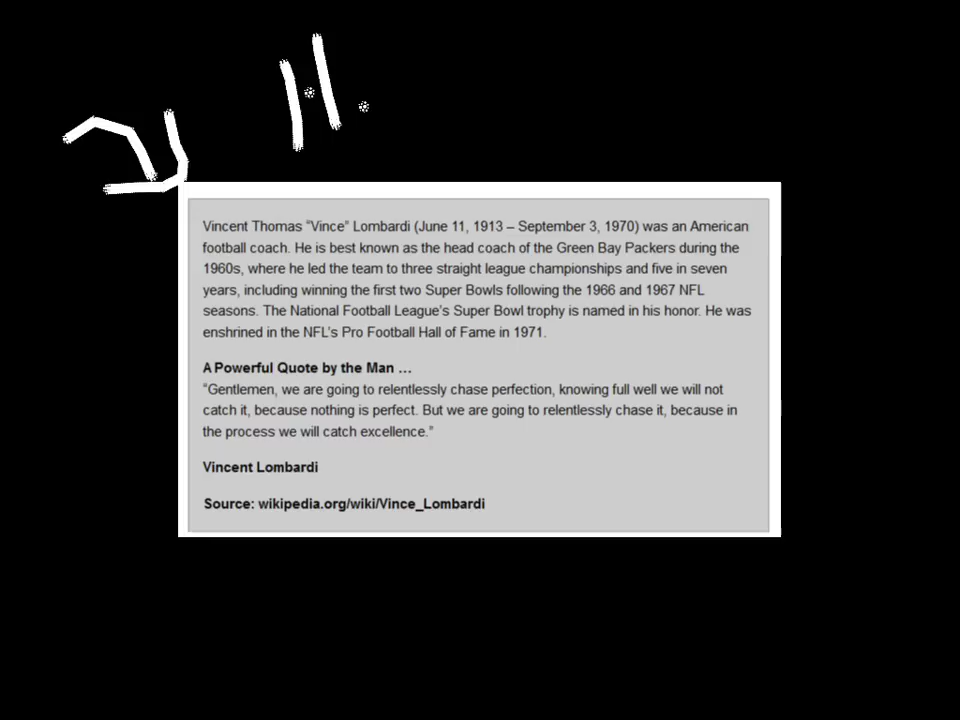 Vincent Thomas “Vince” Lombardi (June 11, 1913 – September 3, 1970) was an American
football coach. He is best known as the head coach of the Green Bay Packers during the
1960s, where he led the team to three straight league championships and five in seven
years, including winning the first two Super Bowls following the 1966 and 1967 NFL
seasons. The National Football League’s Super Bowl trophy is named in his honor. He was
enshrined in the NFL’s Pro Football Hall of Fame in 1971.
A Powerful Quote by the Man …
“Gentlemen, we are going to relentlessly chase perfection, knowing full well we will not
catch it, because nothing is perfect. But we are going to relentlessly chase it, because in
the process we will catch excellence.”
Vincent Lombardi
Source: wikipedia.org/wiki/Vince_Lombardi